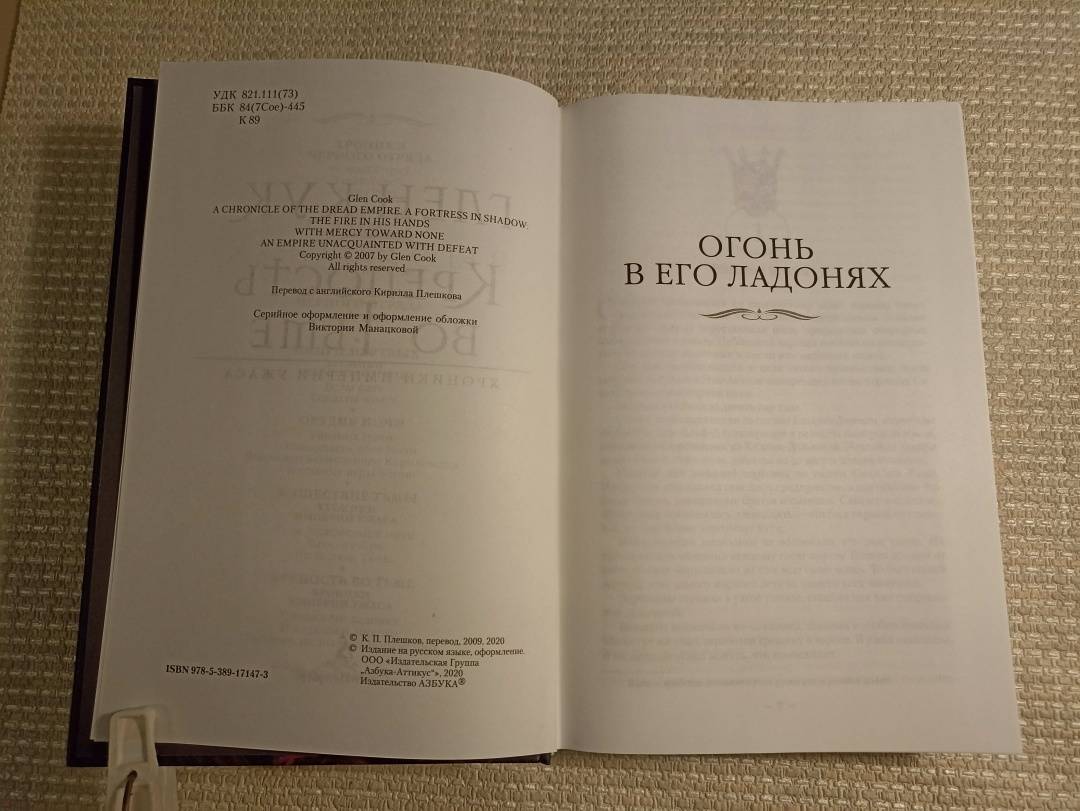 УДК 821.111(73)
ББК 84(7Сое)-445
К 89
Glen Cook
A CHRONICLE OF THE DREAD EMPIRE. A FORTRESS IN SHADOW:
THE FIRE IN HIS HANDS
WITH MERCY TOWARD NONE
AN EMPIRE UNACQUAINTED WITH DEFEAT
Copyright © 2007 by Glen Cook
All rights reserved
Перевод с английского Кирилла Плешкова
Серийное оформление и оформление обложки
Виктории Манацковой
© К. П. Плешков, перевод, 2009, 2020
© Издание на русском языке, оформление.
ООО «Издательская Группа
„Азбука-Аттикус“», 2020
Издательство АЗБУКА®
ISBN 978-5-389-17147-3
ОГОНЬ
В ЕГО ЛАДОНЯХ